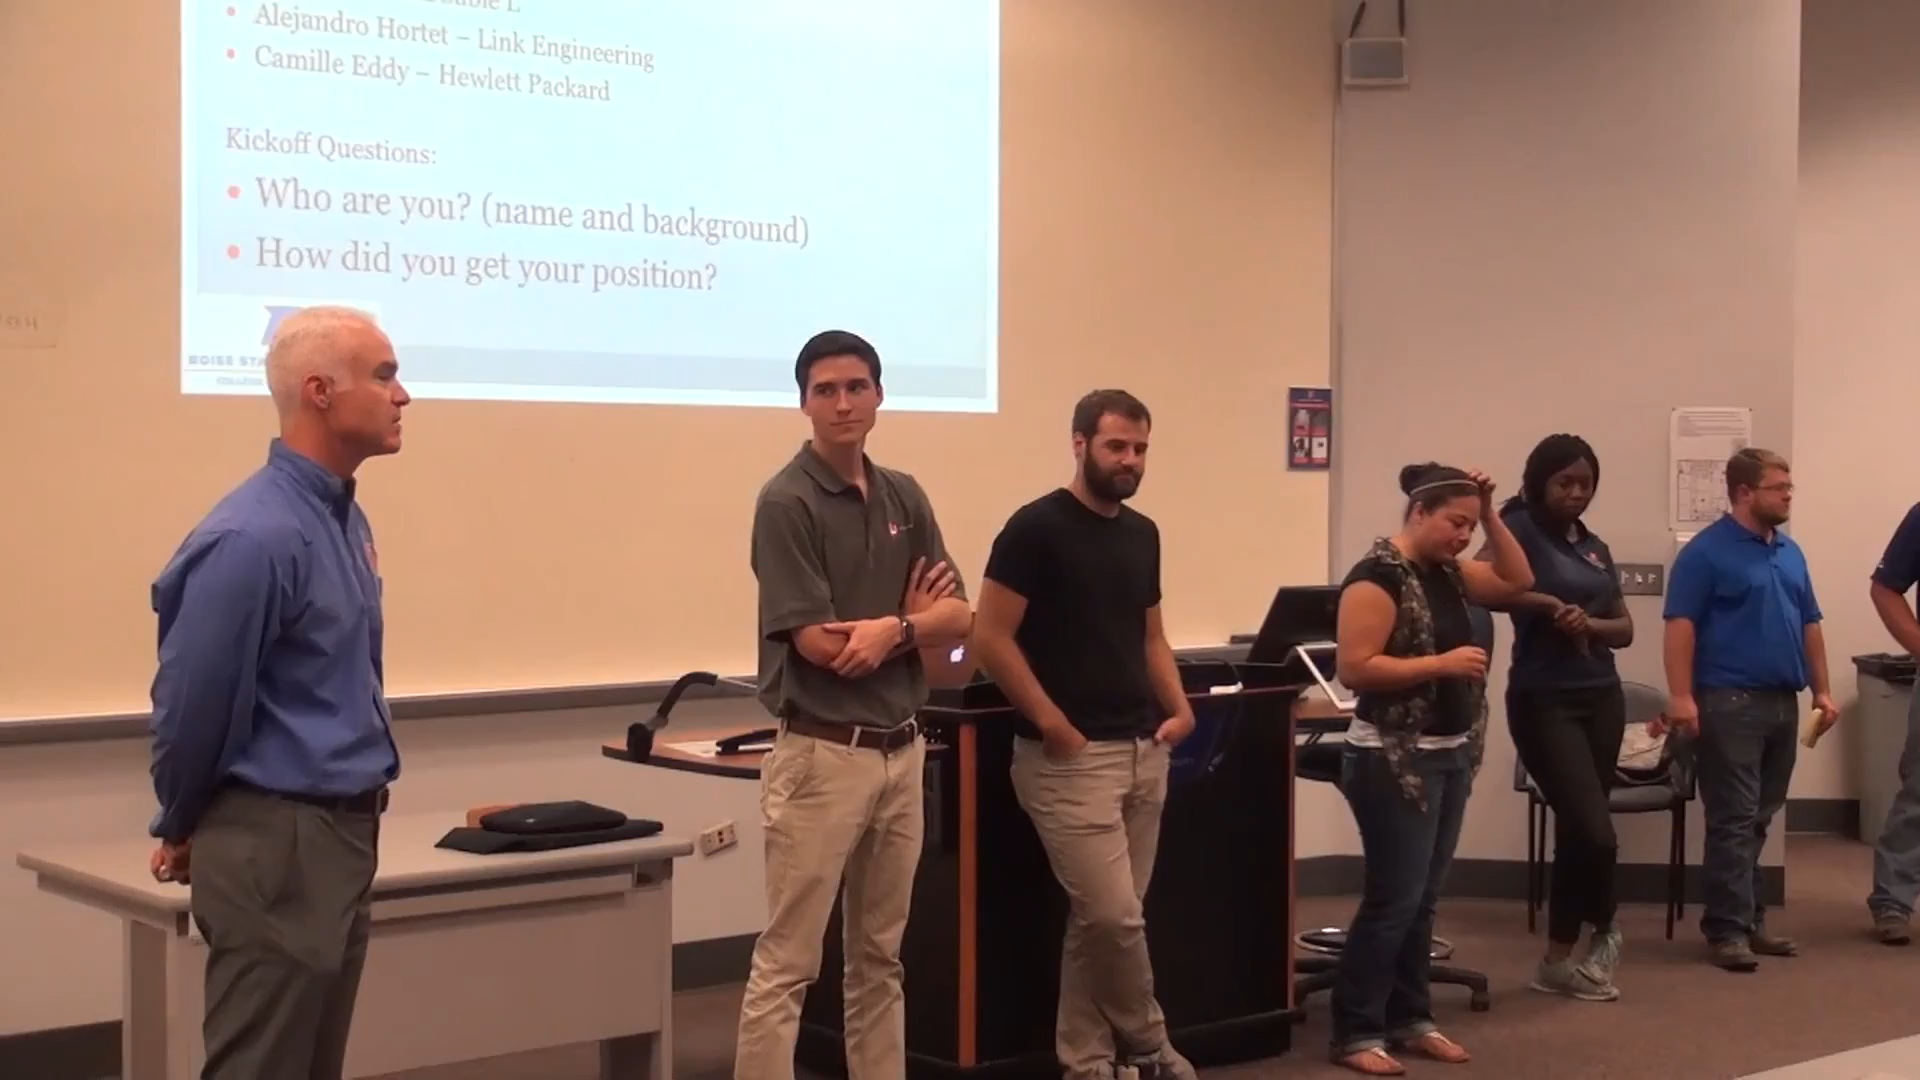 • Alejandro Hortet – Link Engineering
• Camille Eddy – Hewlett Packard
Kickoff Questions:
• Who are you? (name and background)
• How did you get your position?
BOISE